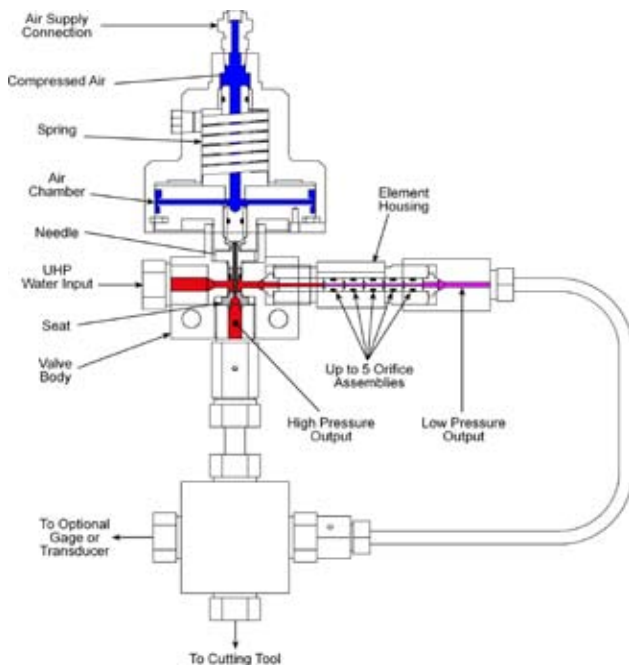 Air Supply
Connection
Compressed Air
Spring
Air
Chamber
Element
Housing
Needle
UHP
Water Input
Seat
Valve
Body
Up to 5 Orifice
Assemblies
High Pressure
Output
Low Pressure
Output
To Optional
Gage or
Transducer
To Cutting Tool